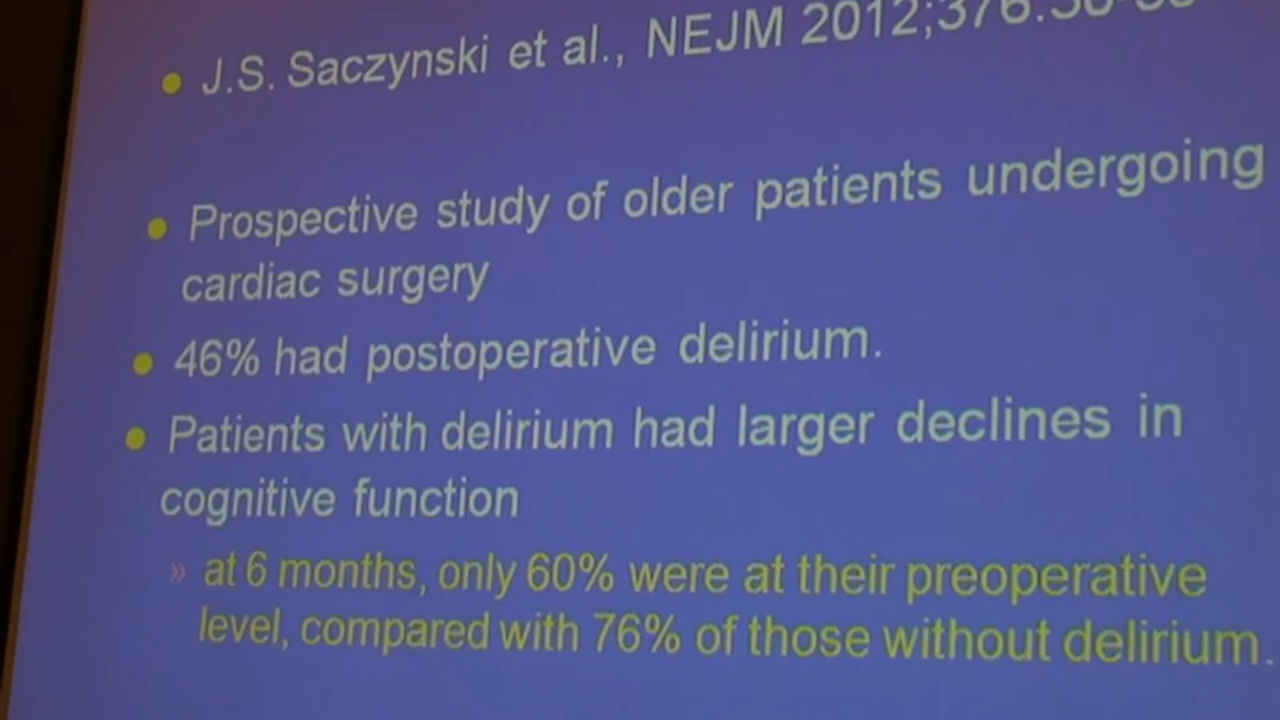 • J.S. Saczynski et al., NEJM 2012;376:30-
• Prospective study of older patients undergoing
cardiac surgery
• 46% had postoperative delirium.
• Patients with delirium had larger declines in
cognitive function
» at 6 months, only 60% were at their preoperative
level, compared with 76% of those without delirium.